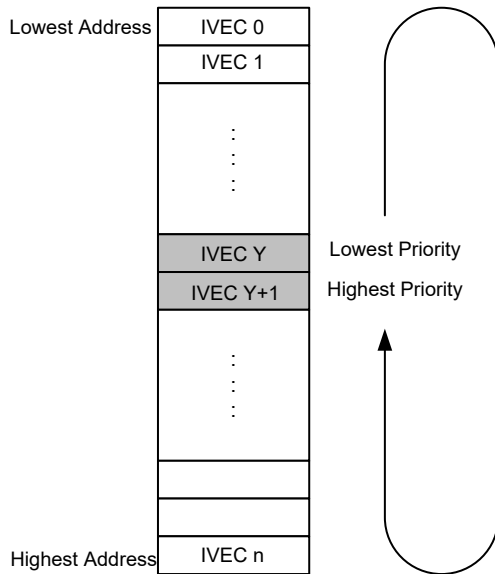 Lowest Address
IVEC 0
IVEC 1
:
:
:
IVEC Y
Lowest Priority
IVEC Y+1
Highest Priority
:
:
:
Highest Address
IVEC n